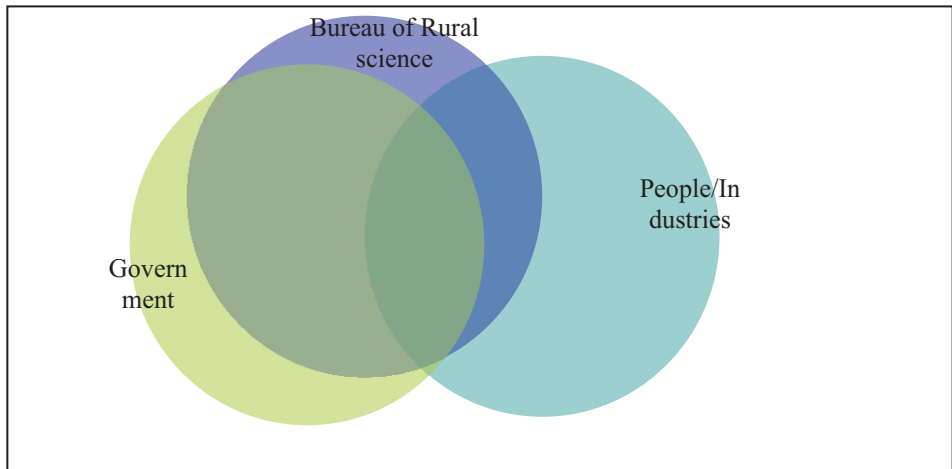 Bureau of Rural
science
People/In
dustries
Govern
ment